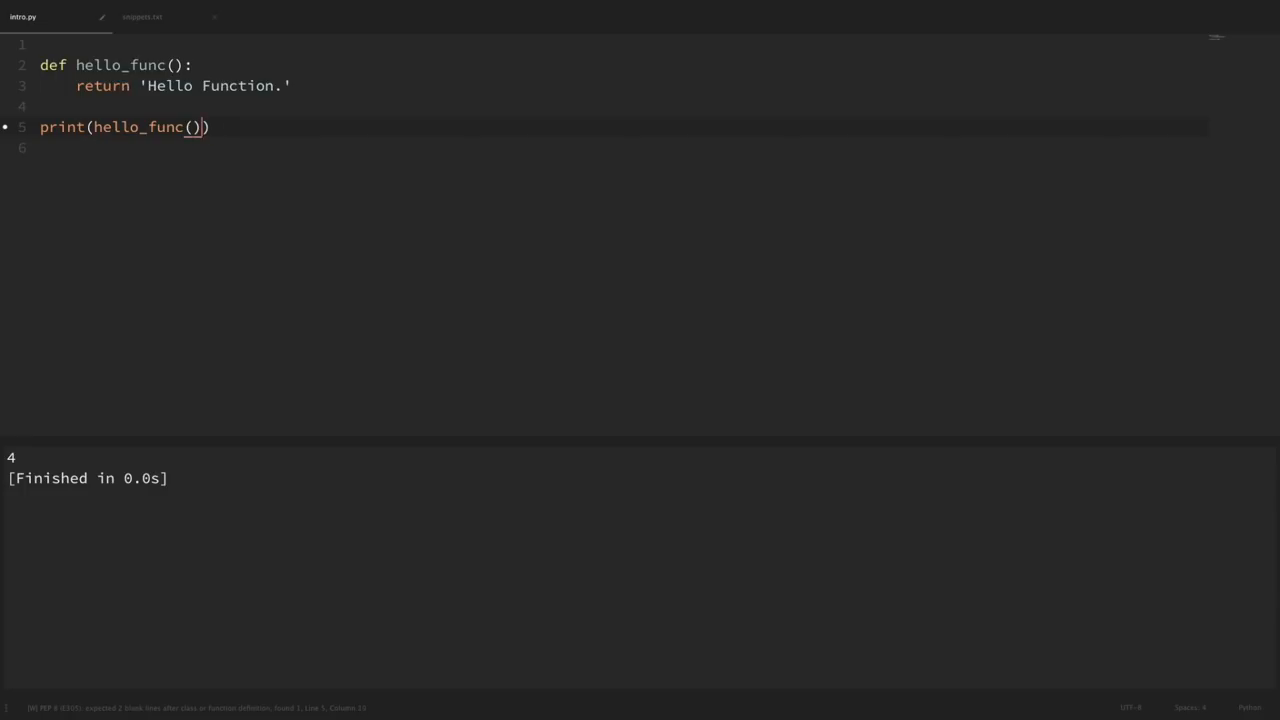 intro.py
snippets.txt
1
2 def hello_func():
3     return 'Hello Function.'
4
5 print(hello_func())
6
4
[Finished in 0.0s]
[W] PEP 8 (E305): expected 2 blank lines after class or function definition, found 1, Line 5, Column 20
UTF-8
Spaces: 4
Python